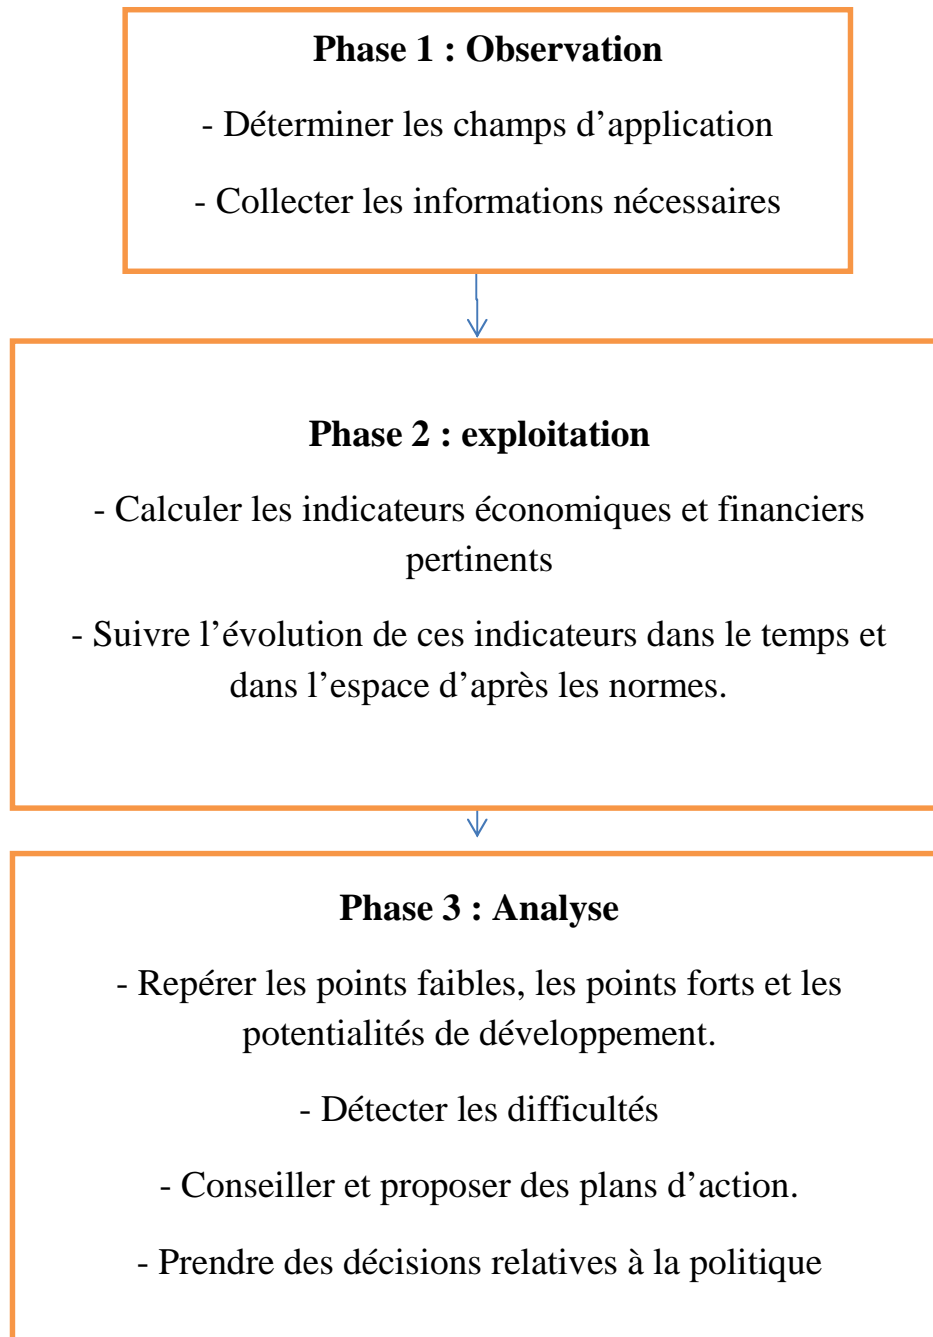 Phase 1 : Observation
- Déterminer les champs d’application
- Collecter les informations nécessaires
Phase 2 : exploitation
- Calculer les indicateurs économiques et financiers
pertinents
- Suivre l’évolution de ces indicateurs dans le temps et
dans l’espace d’après les normes.
Phase 3 : Analyse
- Repérer les points faibles, les points forts et les
potentialités de développement.
- Détecter les difficultés
- Conseiller et proposer des plans d’action.
- Prendre des décisions relatives à la politique